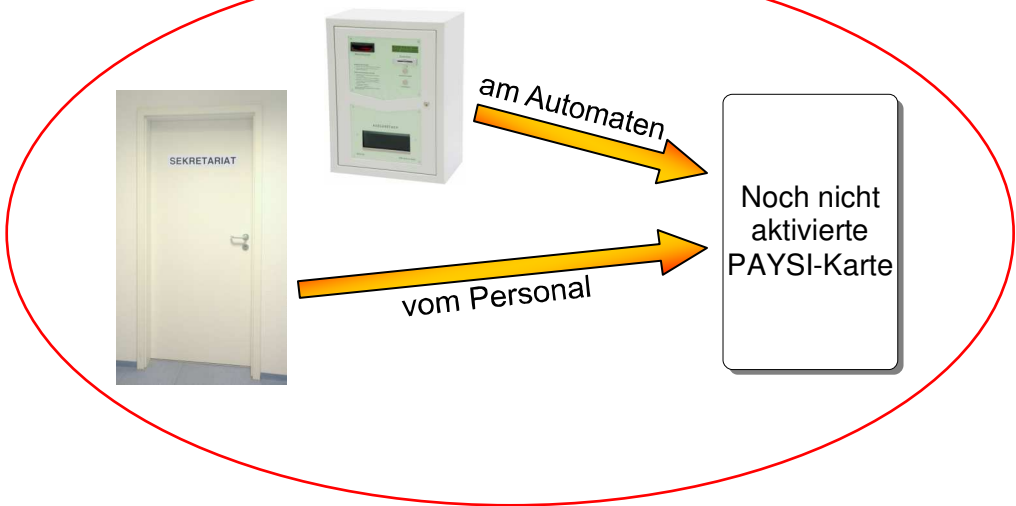 am Automaten
SEKRETARIAT
Noch nicht
aktivierte
PAYSI-Karte
vom Personal